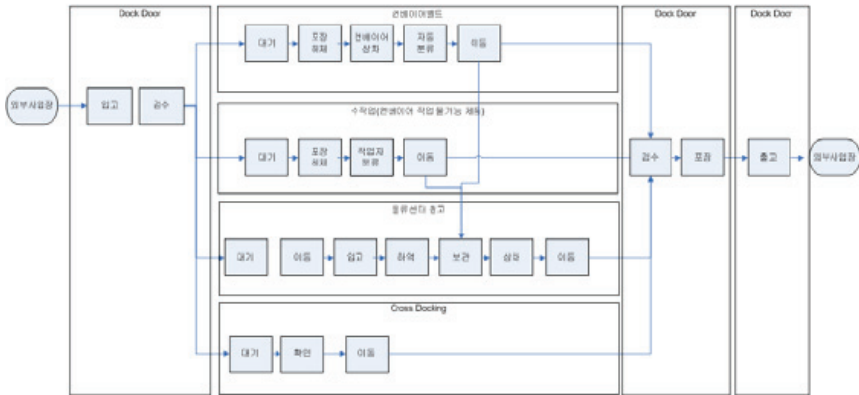 Dock Door
컨베이어벨트
Dock Door
Dock Door
대기
포장
해체
컨베이어
상차
자동
분류
이동
외부사업장
입고
검수
수작업(컨베이어 작업 불가능 제품)
대기
포장
해체
작업자
분류
이동
검수
포장
출고
외부사업장
물류센터 창고
대기
이동
입고
하역
보관
상차
이동
Cross Docking
대기
확인
이동